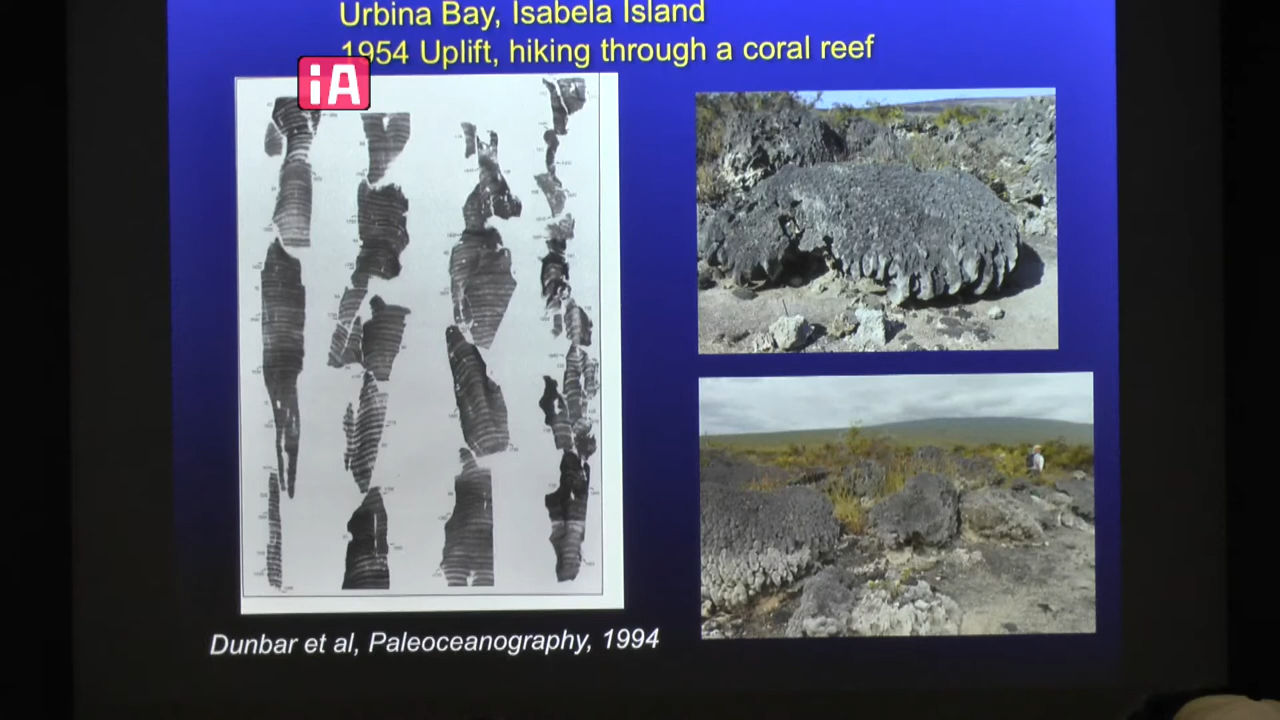 Urbina Bay, Isabela Island
1954 Uplift, hiking through a coral reef
iA
Dunbar et al, Paleoceanography, 1994